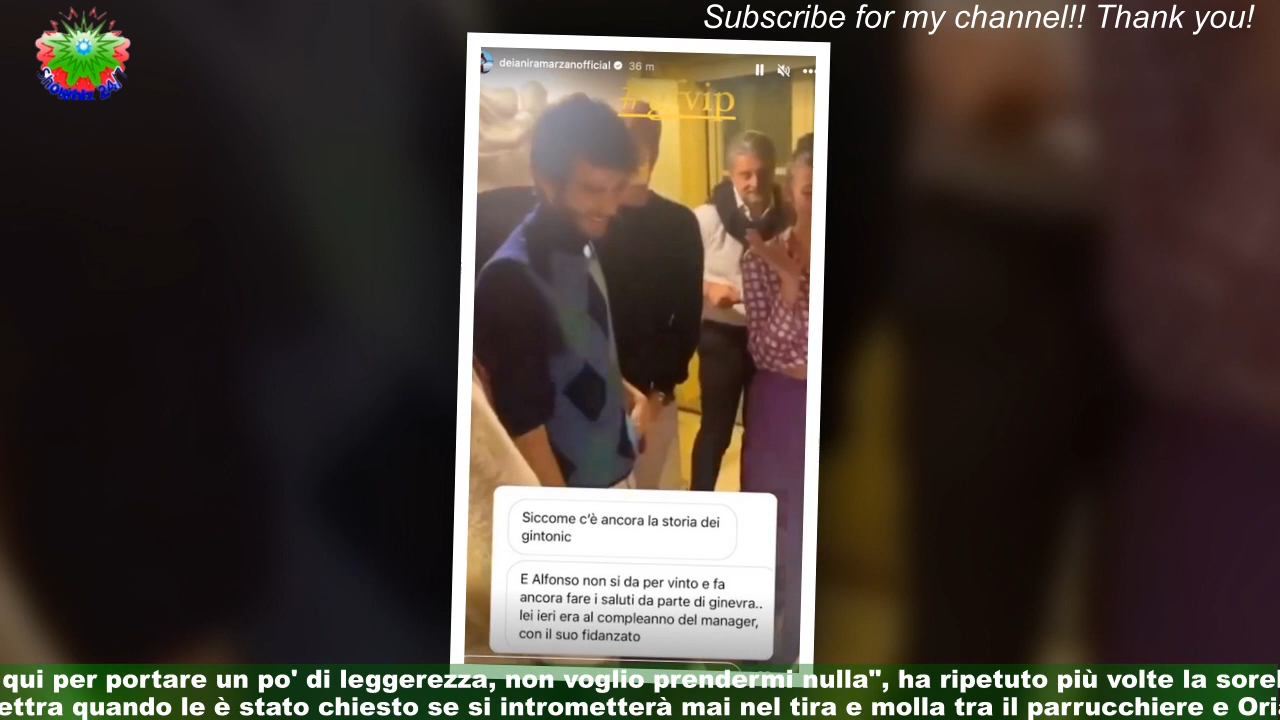 Subscribe for my channel!! Thank you!
Showbiz 24/7
deianiramarzanofficial 36 m
#gfvip
Siccome c'è ancora la storia dei
gintonic
E Alfonso non si da per vinto e fa
ancora fare i saluti da parte di ginevra..
lei ieri era al compleanno del manager,
con il suo fidanzato
qui per portare un po' di leggerezza, non voglio prendermi nulla", ha ripetuto più volte la sorel
ettra quando le è stato chiesto se si intrometterà mai nel tira e molla tra il parrucchiere e Oria